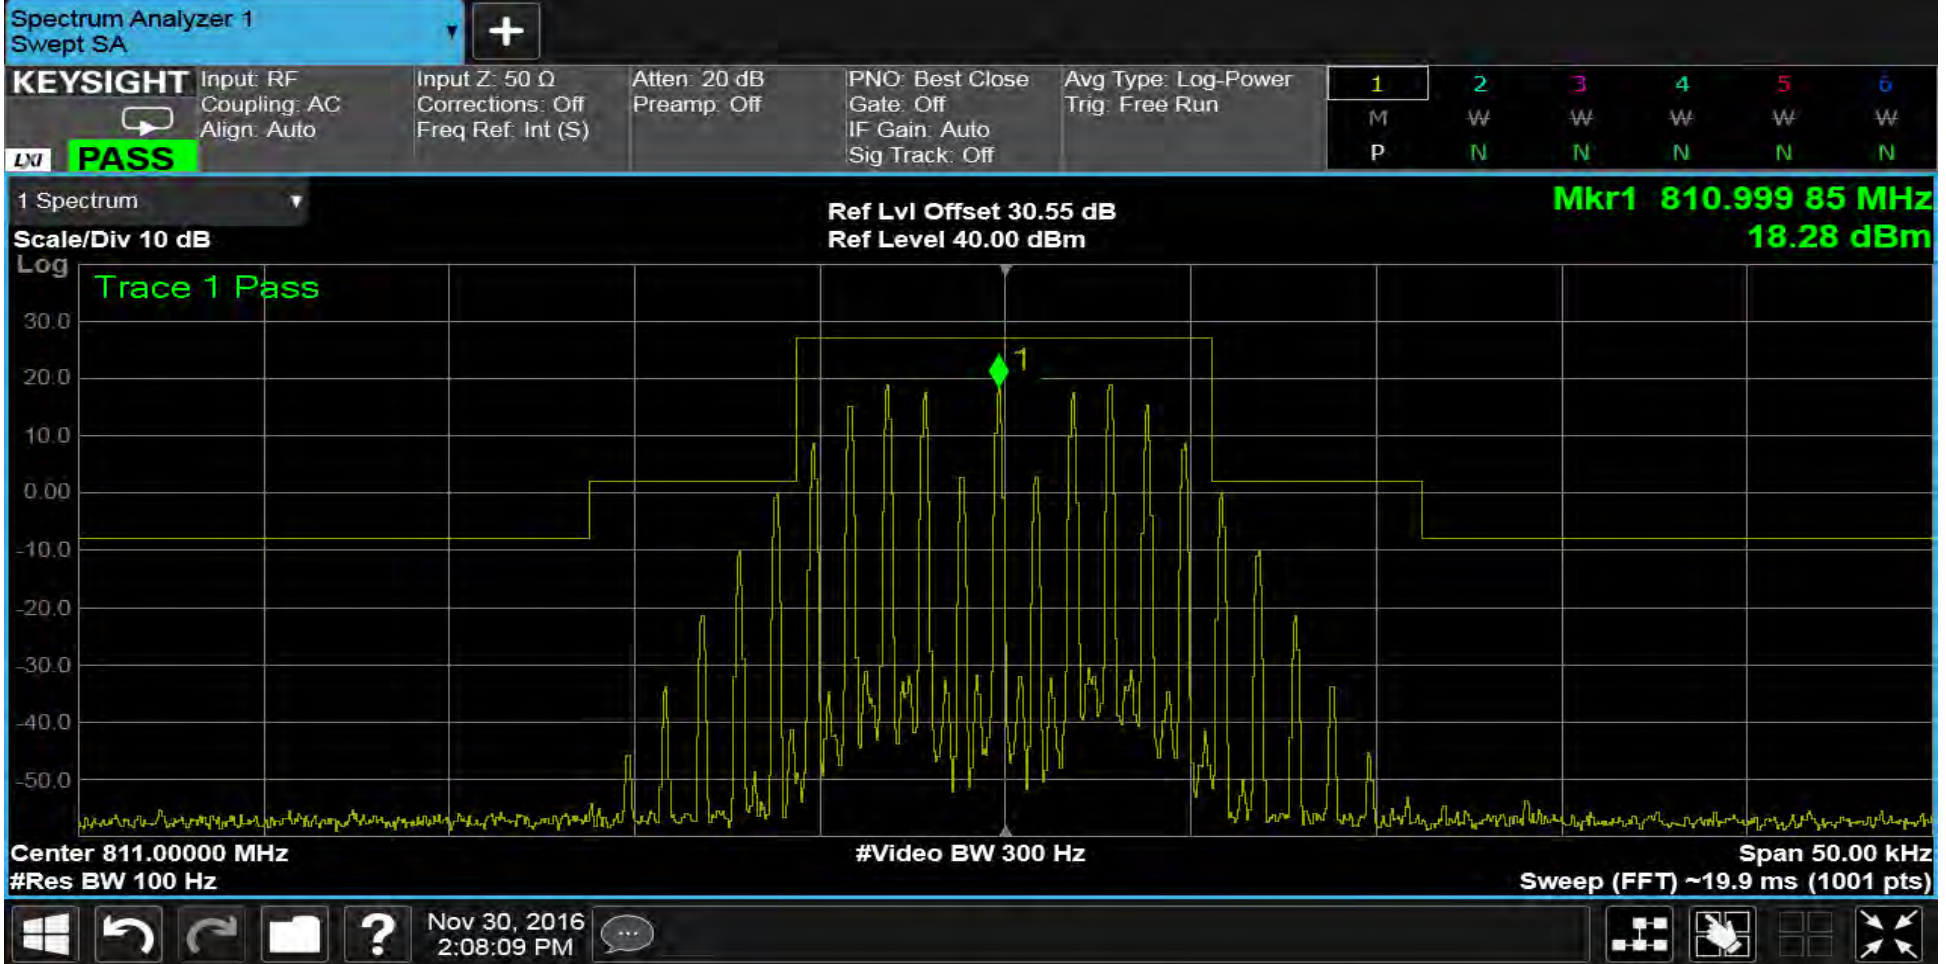 Spectrum Analyzer 1
Swept SA
KEYSIGHT
LXI PASS
Input: RF
Coupling: AC
Align: Auto
Input Z: 50 Ω
Corrections: Off
Freq Ref: Int (S)
Atten: 20 dB
Preamp: Off
PNO: Best Close
Gate: Off
IF Gain: Auto
Sig Track: Off
Avg Type: Log-Power
Trig: Free Run
1 2 3 4 5 6
M W W W W W
P N N N N N
1 Spectrum
Scale/Div 10 dB
Log
Ref Lvl Offset 30.55 dB
Ref Level 40.00 dBm
Mkr1 810.999 85 MHz
18.28 dBm
Trace 1 Pass
1
30.0
20.0
10.0
0.00
-10.0
-20.0
-30.0
-40.0
-50.0
Center 811.00000 MHz
#Res BW 100 Hz
#Video BW 300 Hz
Span 50.00 kHz
Sweep (FFT) ~19.9 ms (1001 pts)
?
Nov 30, 2016
2:08:09 PM